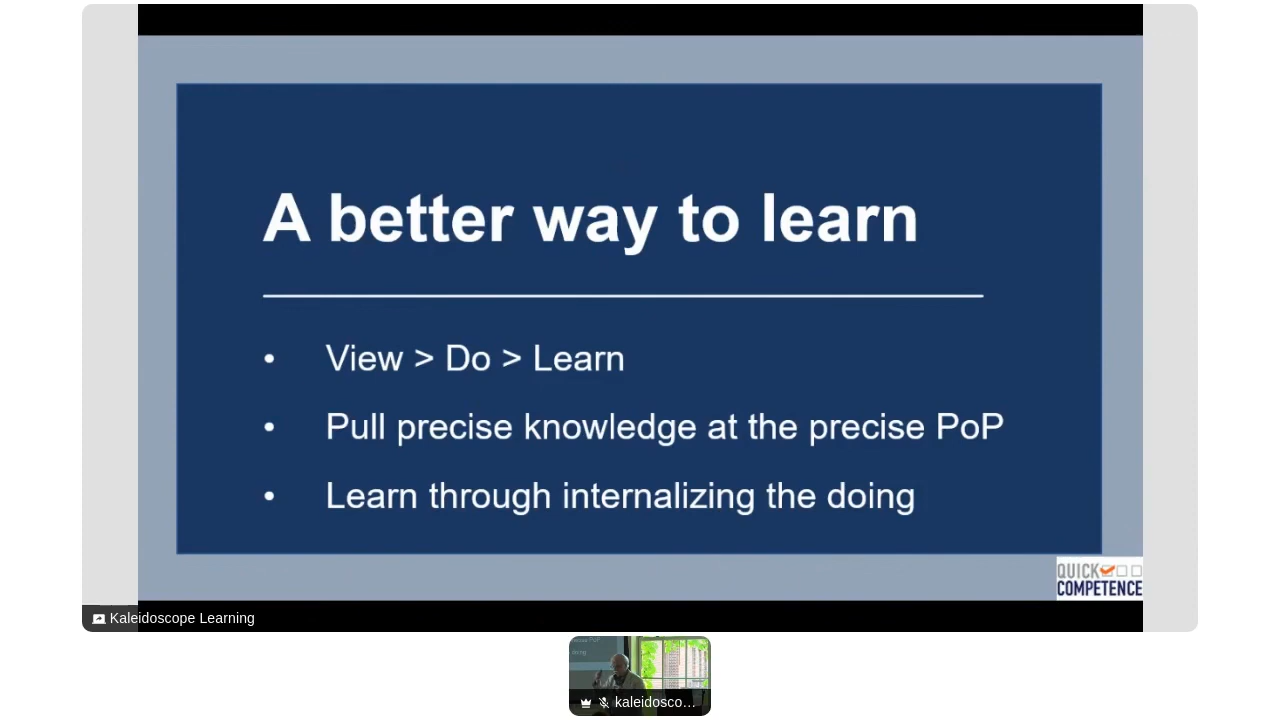 A better way to learn
• View > Do > Learn
• Pull precise knowledge at the precise PoP
• Learn through internalizing the doing
QUICK
COMPETENCE
Kaleidoscope Learning
kaleidosco…